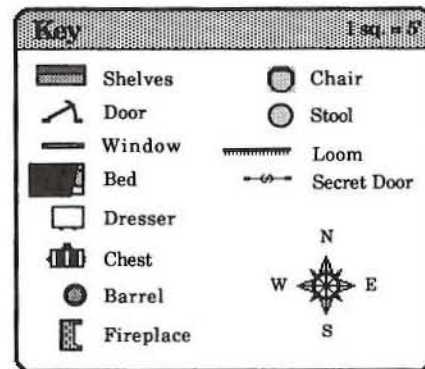 Key
1 sq. = 5'
Shelves
Door
Window
Bed
Dresser
Chest
Barrel
Fireplace
Chair
Stool
Loom
S
Secret Door
N
W E
S